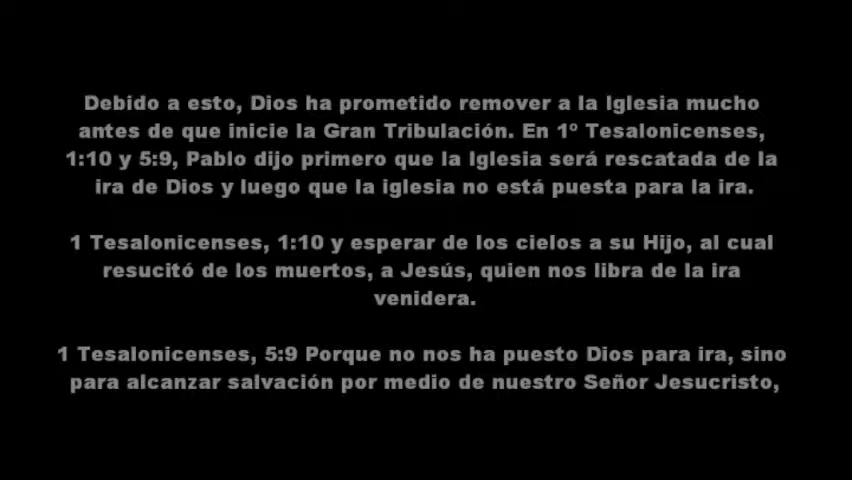 Debido a esto, Dios ha prometido remover a la Iglesia mucho
antes de que inicie la Gran Tribulación. En 1º Tesalonicenses,
1:10 y 5:9, Pablo dijo primero que la Iglesia será rescatada de la
ira de Dios y luego que la iglesia no está puesta para la ira.
1 Tesalonicenses, 1:10 y esperar de los cielos a su Hijo, al cual
resucitó de los muertos, a Jesús, quien nos libra de la ira
venidera.
1 Tesalonicenses, 5:9 Porque no nos ha puesto Dios para ira, sino
para alcanzar salvación por medio de nuestro Señor Jesucristo,